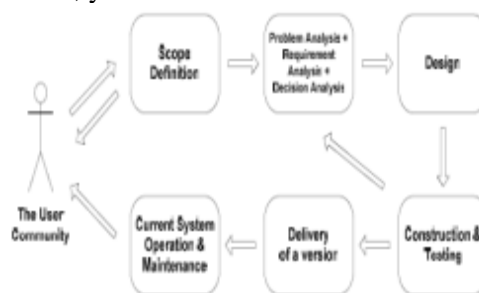 Scope
Definition
Problem Analysis +
Requirement
Analysis +
Decision Analysis
Design
The User
Community
Current System
Operation &
Maintenance
Delivery
of a version
Construction &
Testing